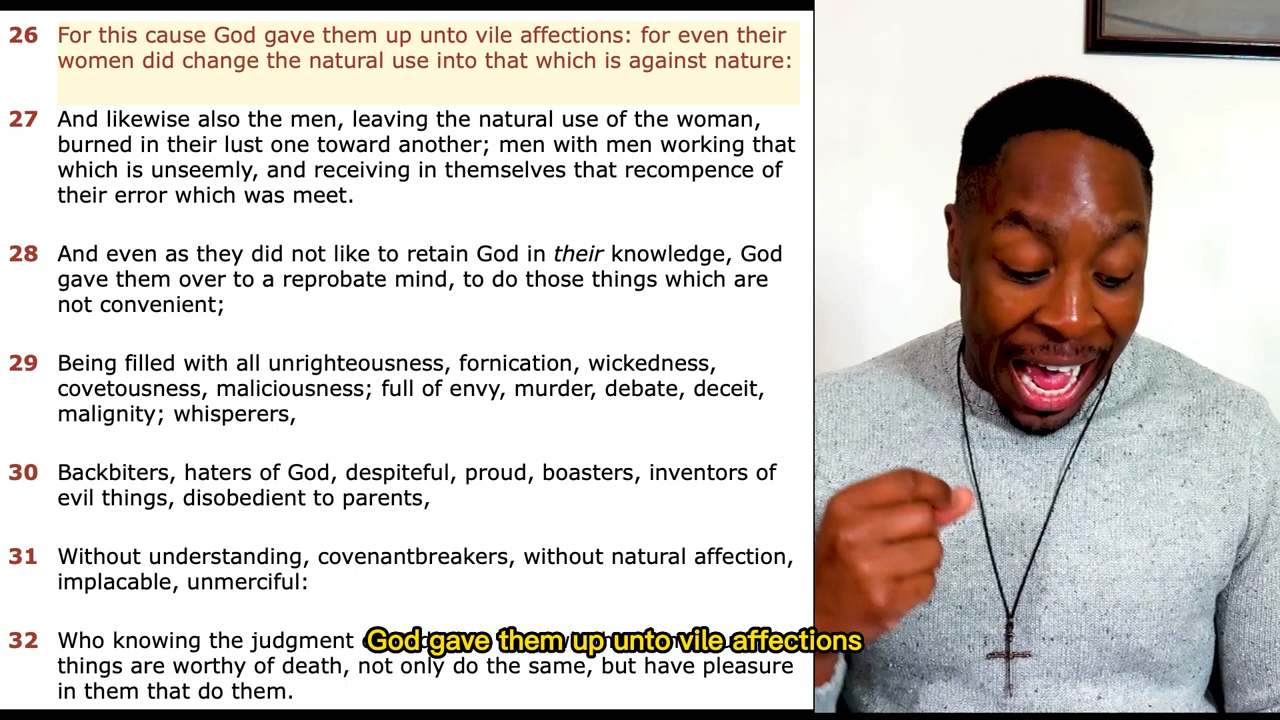 26 For this cause God gave them up unto vile affections: for even their
women did change the natural use into that which is against nature:
27 And likewise also the men, leaving the natural use of the woman,
burned in their lust one toward another; men with men working that
which is unseemly, and receiving in themselves that recompence of
their error which was meet.
28 And even as they did not like to retain God in their knowledge, God
gave them over to a reprobate mind, to do those things which are
not convenient;
29 Being filled with all unrighteousness, fornication, wickedness,
covetousness, maliciousness; full of envy, murder, debate, deceit,
malignity; whisperers,
30 Backbiters, haters of God, despiteful, proud, boasters, inventors of
evil things, disobedient to parents,
31 Without understanding, covenantbreakers, without natural affection,
implacable, unmerciful:
32 Who knowing the judgment
God gave them up unto vile affections
things are worthy of death, not only do the same, but have pleasure
in them that do them.